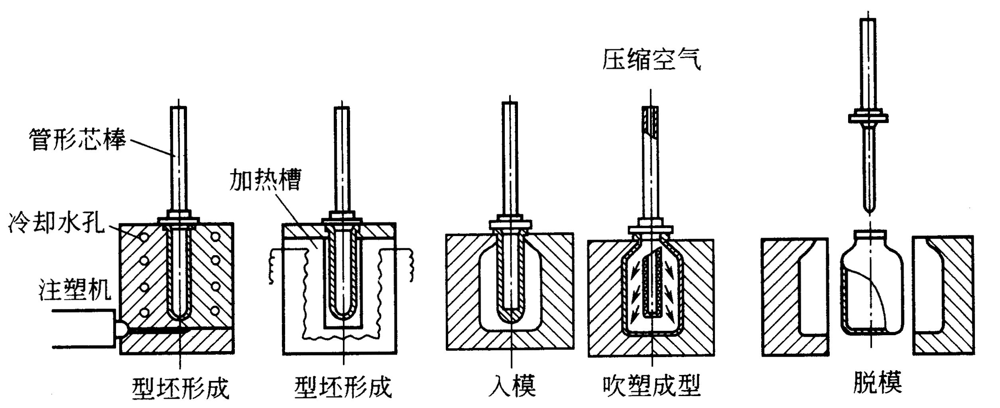 压缩空气
管形芯棒
加热槽
冷却水孔
注塑机
型坯形成
型坯形成
入模
吹塑成型
脱模